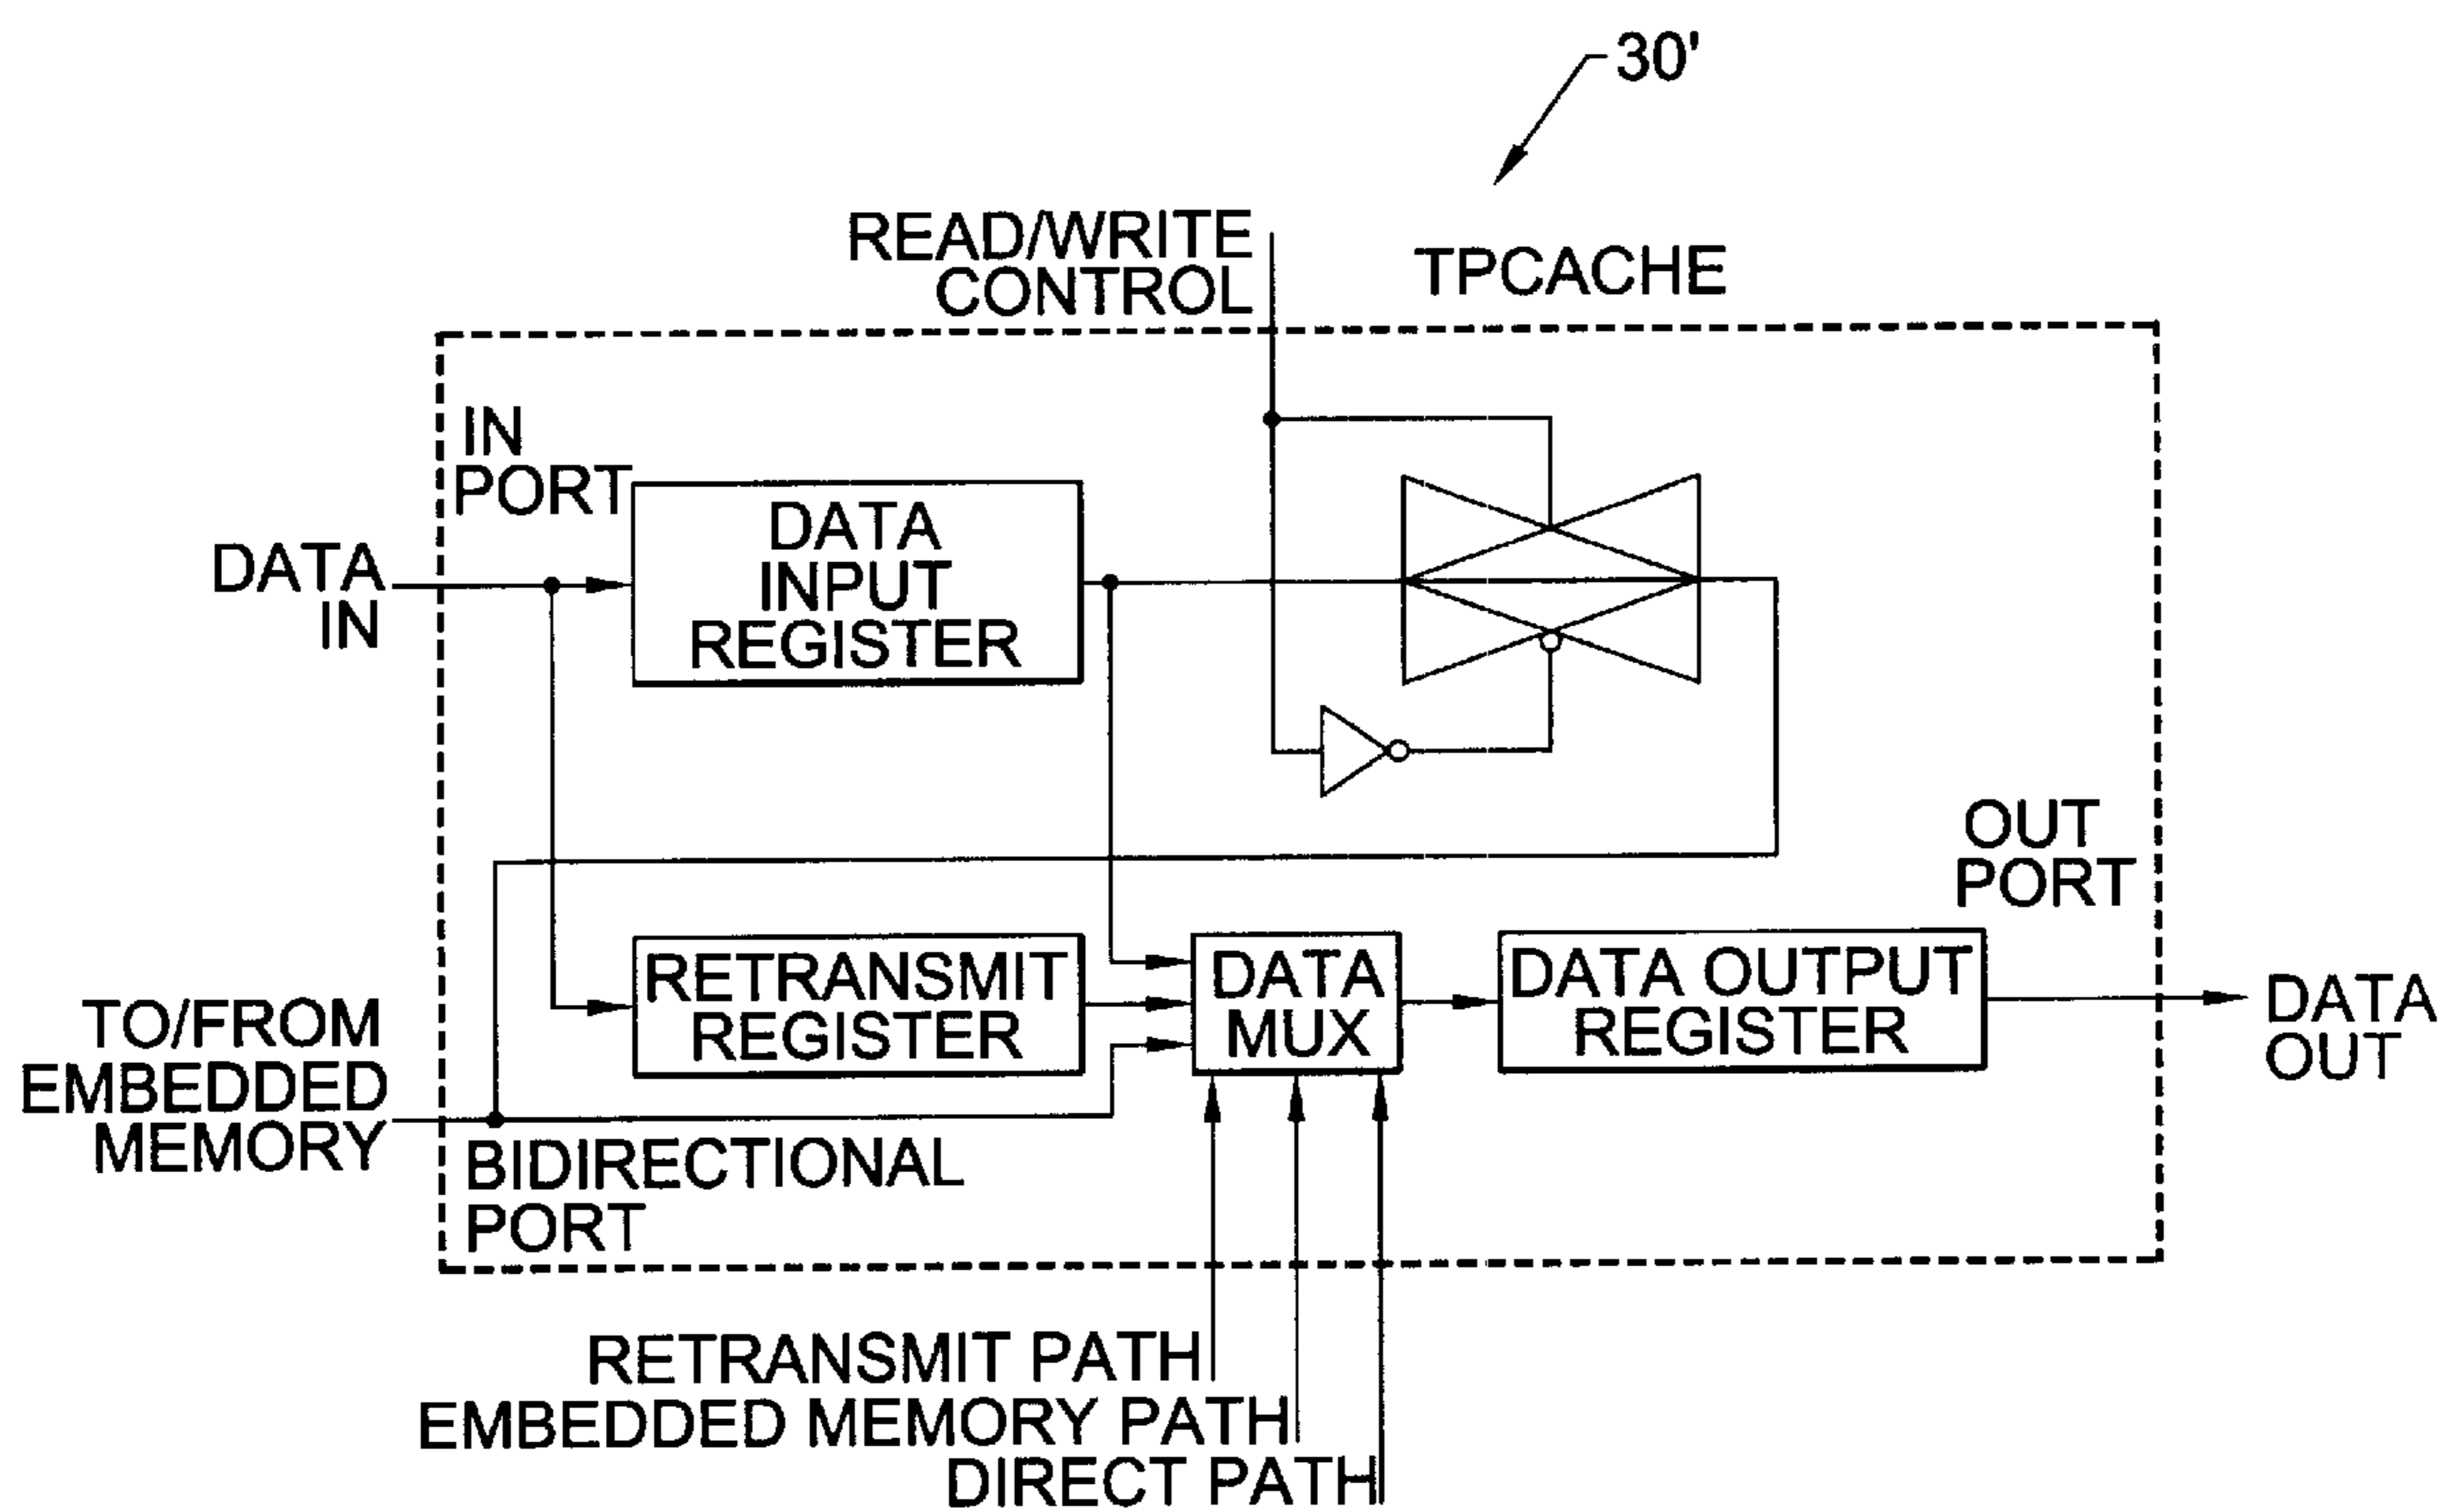 30'
READ/WRITE
CONTROL
TPCACHE
IN
PORT
DATA
IN
DATA
INPUT
REGISTER
OUT
PORT
RETRANSMIT
REGISTER
DATA
MUX
DATA OUTPUT
REGISTER
DATA
OUT
TO/FROM
EMBEDDED
MEMORY
BIDIRECTIONAL
PORT
RETRANSMIT PATH
EMBEDDED MEMORY PATH
DIRECT PATH